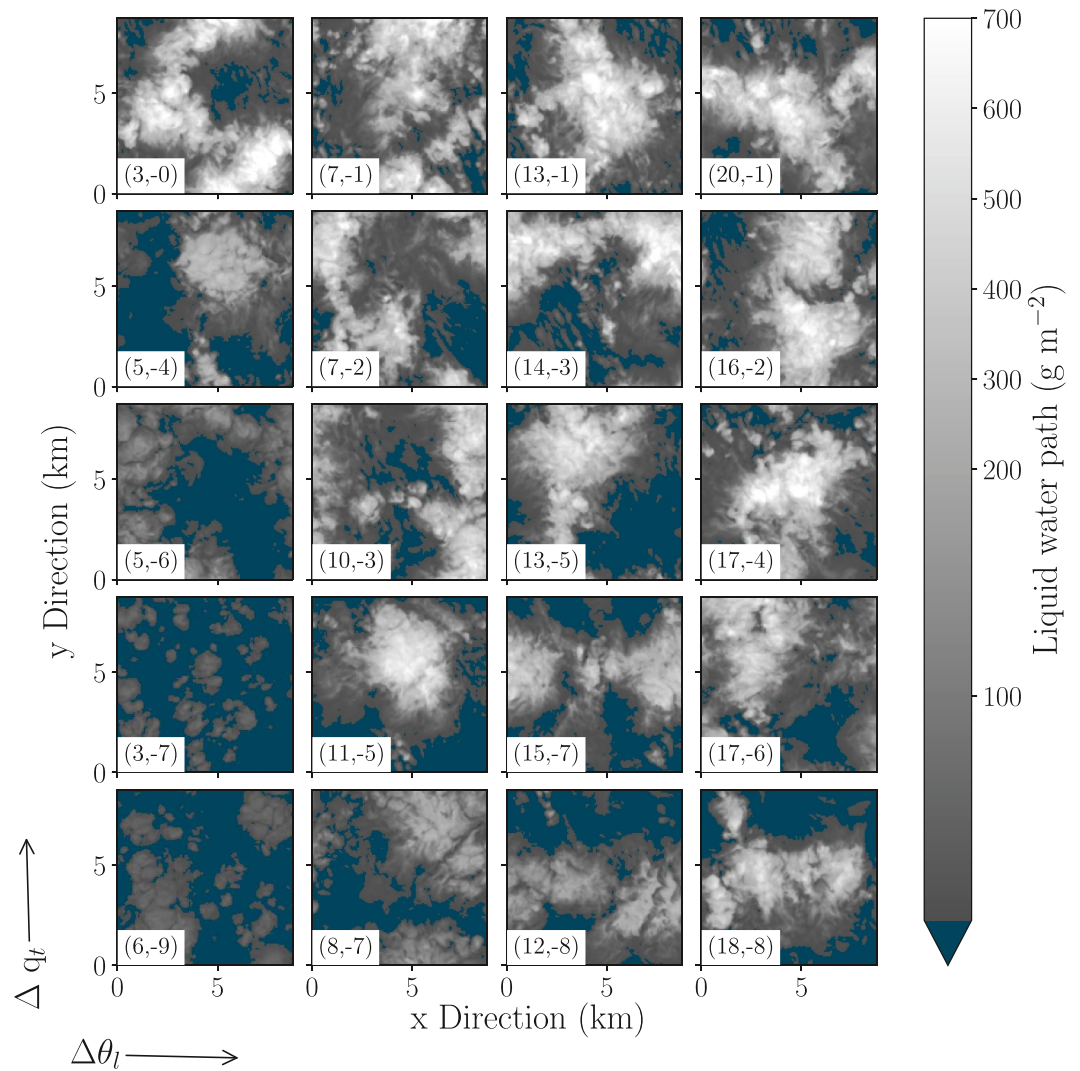 (3,-0) (7,-1) (13,-1) (20,-1)
5
0
(5,-4) (7,-2) (14,-3) (16,-2)
5
0
(5,-6) (10,-3) (13,-5) (17,-4)
5
0
(3,-7) (11,-5) (15,-7) (17,-6)
5
0
(6,-9) (8,-7) (12,-8) (18,-8)
5
0
0 5 0 5 0 5 0 5
x Direction (km)
y Direction (km)
Δ q_t
Δθ_l
700
600
500
400
300
200
100
Liquid water path (g m⁻²)